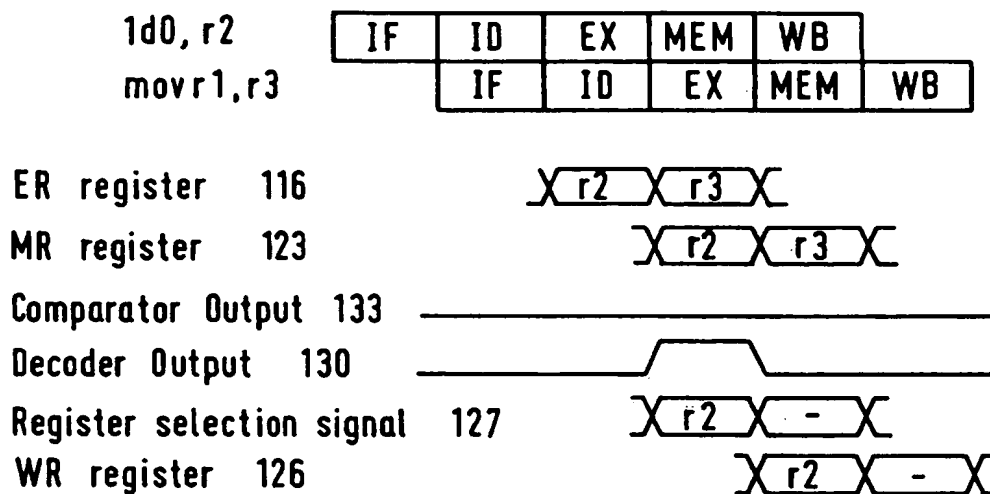 1d0, r2 IF ID EX MEM WB
mov r1,r3 IF ID EX MEM WB
ER register 116 r2 r3
MR register 123 r2 r3
Comparator Output 133
Decoder Output 130
Register selection signal 127 r2 -
WR register 126 r2 -